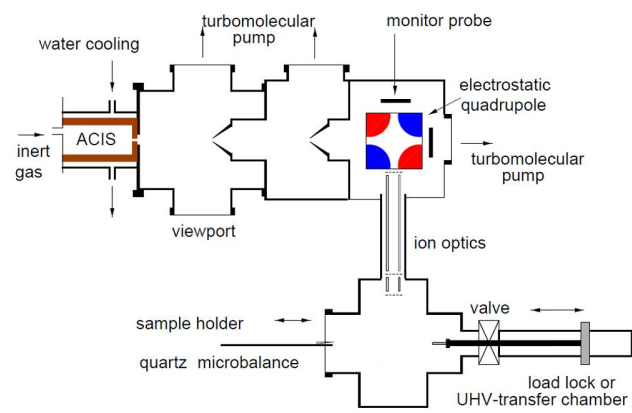 turbomolecular
pump
monitor probe
water cooling
electrostatic
quadrupole
ACIS
inert
gas
turbomolecular
pump
viewport
ion optics
valve
sample holder
quartz microbalance
load lock or
UHV-transfer chamber